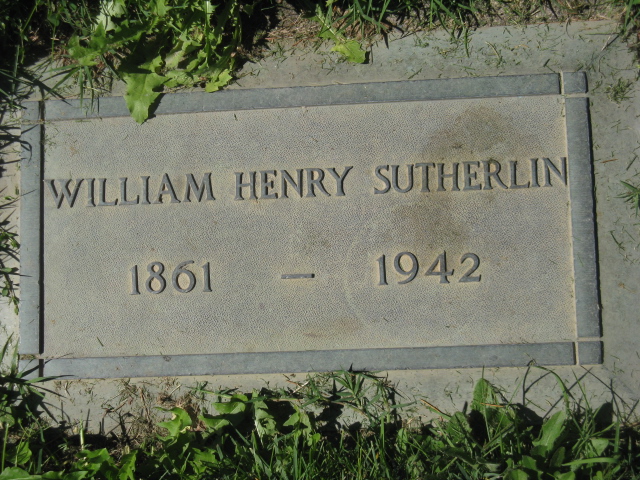 WILLIAM HENRY SUTHERLIN
1861 — 1942